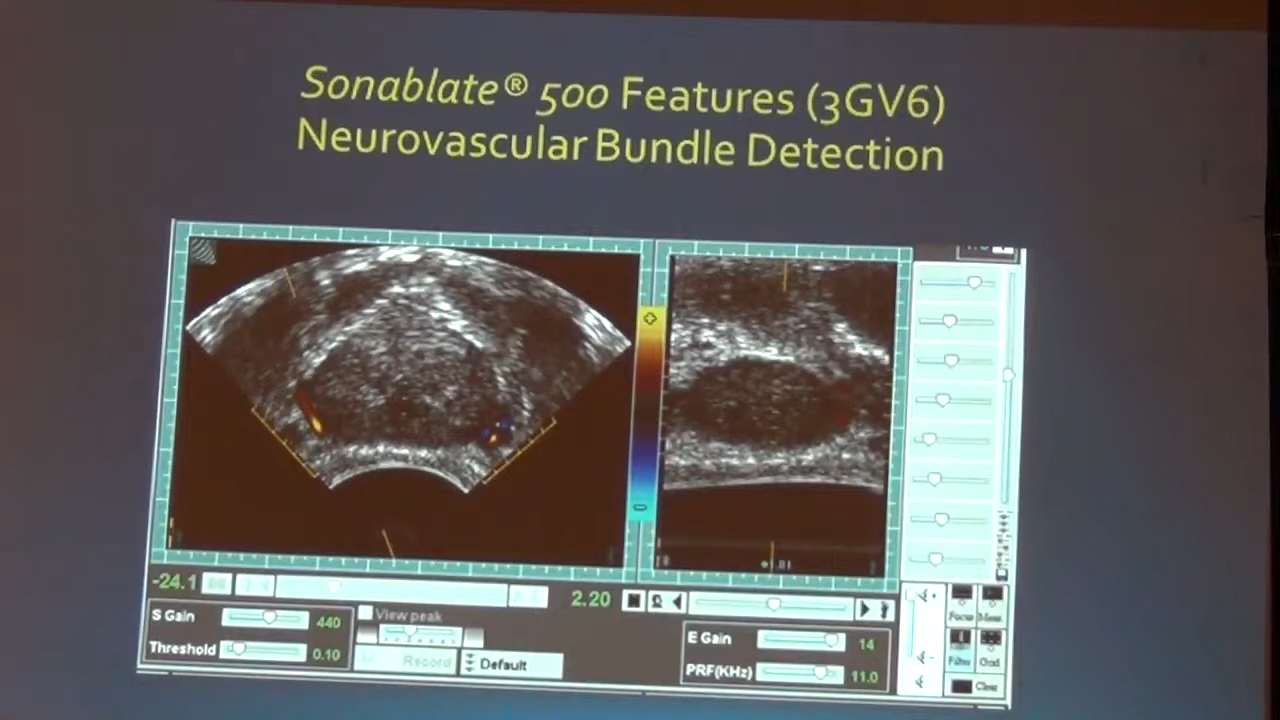 Sonablate® 500 Features (3GV6)
Neurovascular Bundle Detection
-24.1
2.20
S Gain 440
View peak
Threshold 0.10
Record
Default
E Gain 14
PRF(KHz) 11.0
Focus
Filter Grid
Clear